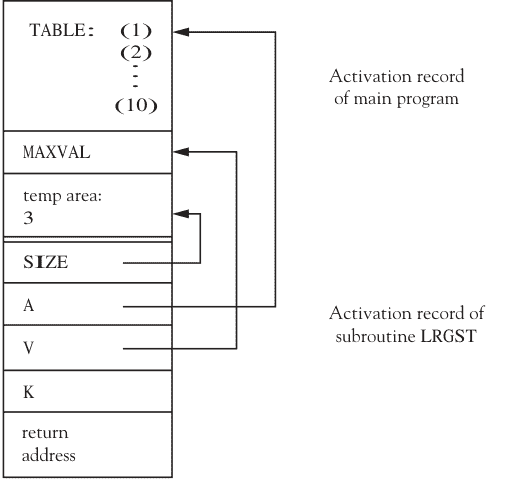 TABLE: (1)
(2)
⋮
(10)
Activation record
of main program
MAXVAL
temp area:
3
SIZE
A
Activation record of
subroutine LRGST
V
K
return
address